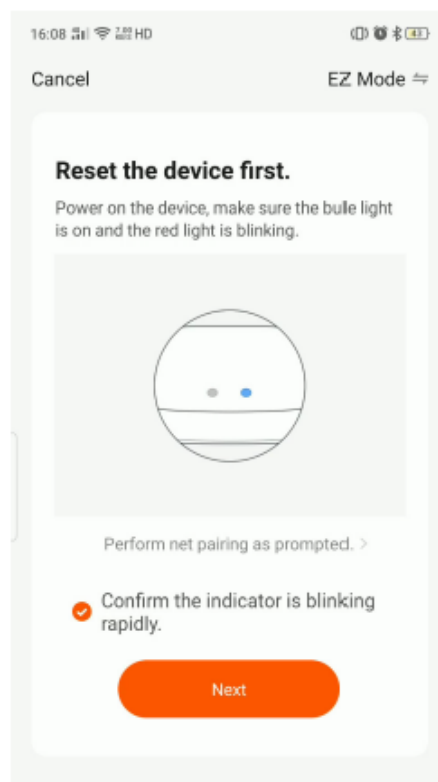 16:08 HD
Cancel
EZ Mode
Reset the device first.
Power on the device, make sure the bulle light
is on and the red light is blinking.
Perform net pairing as prompted. >
Confirm the indicator is blinking
rapidly.
Next